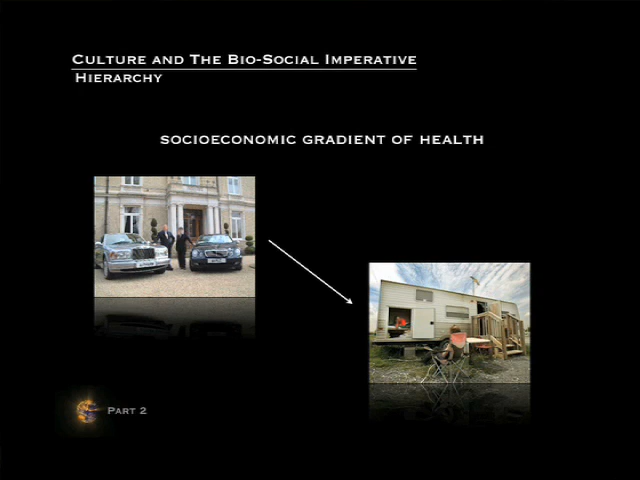 Culture and The Bio-Social Imperative
Hierarchy
socioeconomic gradient of health
Part 2